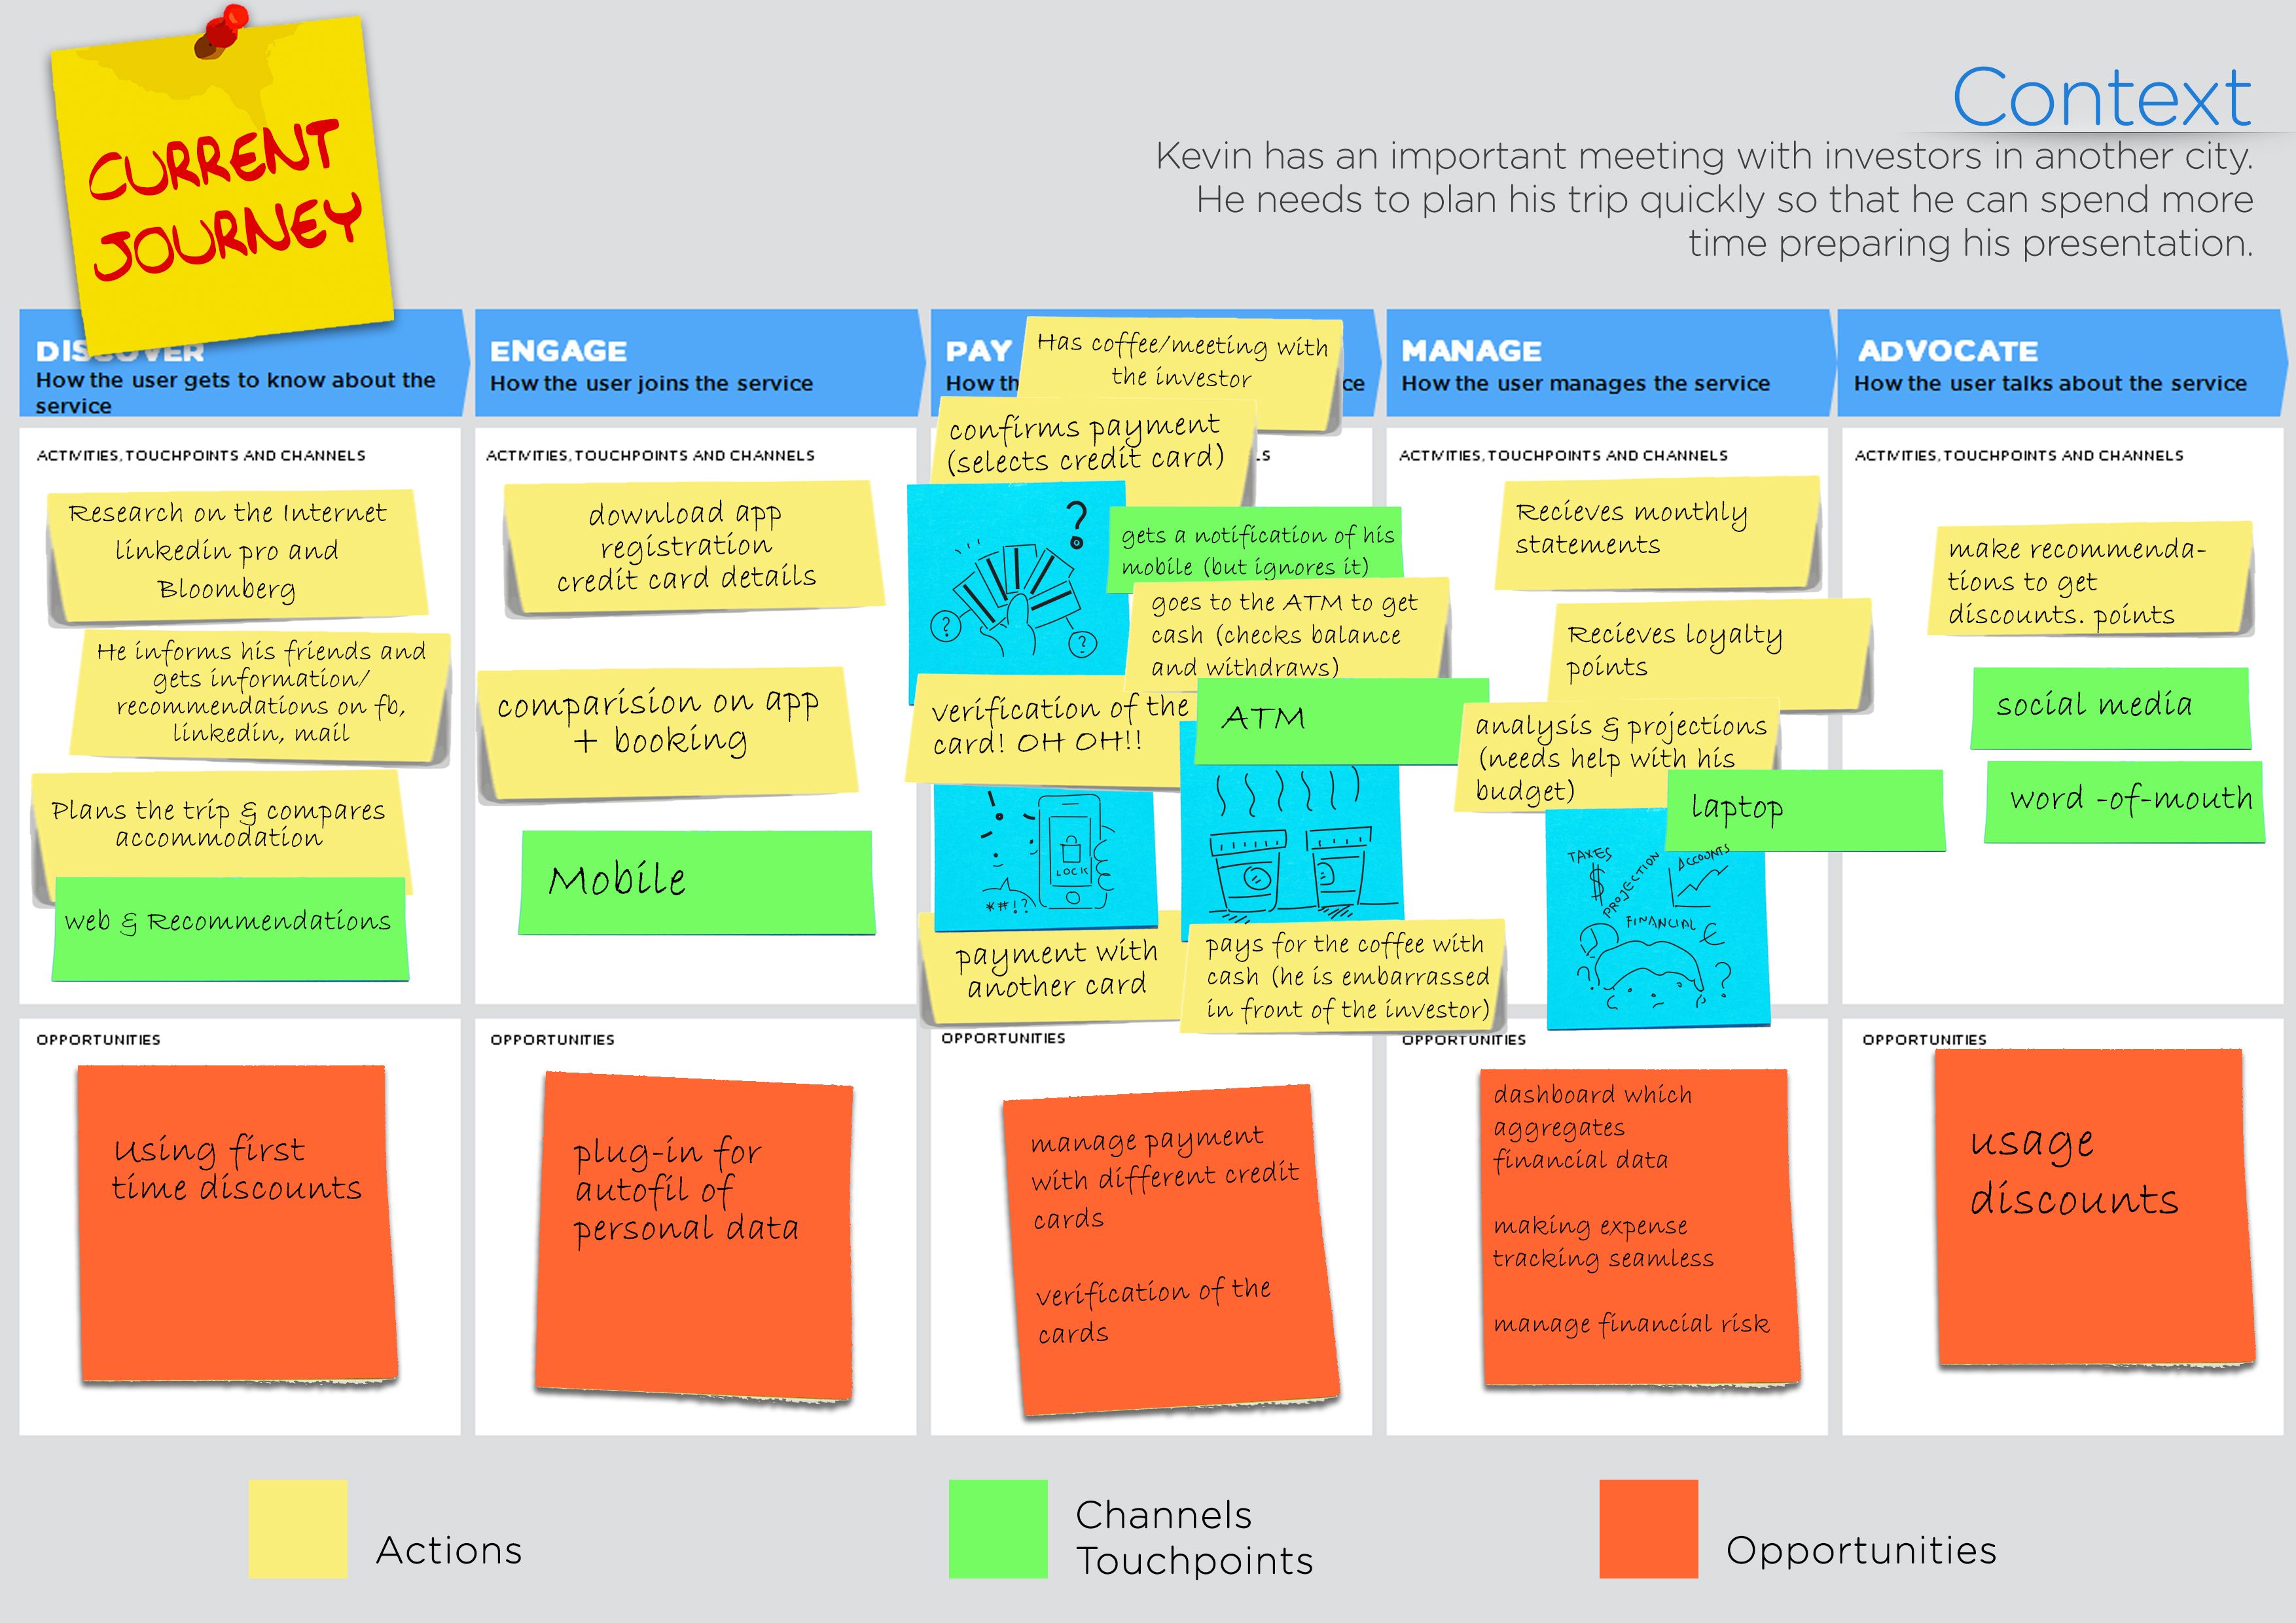 CURRENT
JOURNEY
Context
Kevin has an important meeting with investors in another city.
He needs to plan his trip quickly so that he can spend more
time preparing his presentation.
DISCOVER
How the user gets to know about the
service
ACTIVITIES, TOUCHPOINTS AND CHANNELS
Research on the Internet
linkedin pro and
Bloomberg
He informs his friends and
gets information/
recommendations on fb,
linkedin, mail
Plans the trip & compares
accommodation
web & Recommendations
OPPORTUNITIES
Using first
time discounts
ENGAGE
How the user joins the service
ACTIVITIES, TOUCHPOINTS AND CHANNELS
download app
registration
credit card details
comparision on app
+ booking
Mobile
OPPORTUNITIES
plug-in for
autofil of
personal data
PAY
How th ce
Has coffee/meeting with
the investor
LS
confirms payment
(selects credit card)
?
? ?
gets a notification of his
mobile (but ignores it)
goes to the ATM to get
cash (checks balance
and withdraws)
verification of the
card! OH OH!!
ATM
!
LOCK
*#!?
payment with
another card
pays for the coffee with
cash (he is embarrassed
in front of the investor)
OPPORTUNITIES
manage payment
with different credit
cards
verification of the
cards
MANAGE
How the user manages the service
ACTIVITIES, TOUCHPOINTS AND CHANNELS
Recieves monthly
statements
Recieves loyalty
points
analysis & projections
(needs help with his
budget)
laptop
TAXES
$
PROJECTION
ACCOUNTS
FINANCIAL €
? ?
OPPORTUNITIES
dashboard which
aggregates
financial data
making expense
tracking seamless
manage financial risk
ADVOCATE
How the user talks about the service
ACTIVITIES, TOUCHPOINTS AND CHANNELS
make recommenda-
tions to get
discounts. points
social media
word -of-mouth
OPPORTUNITIES
usage
discounts
Actions
Channels
Touchpoints
Opportunities